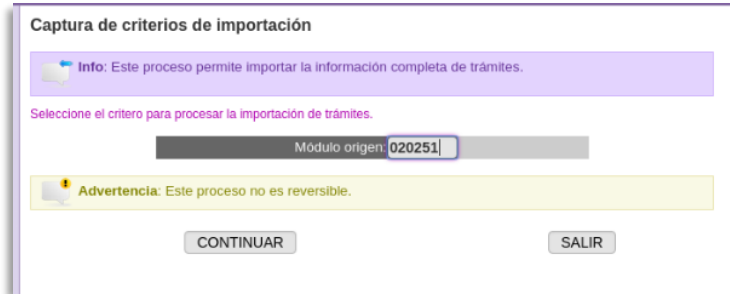 Captura de criterios de importación
Info: Este proceso permite importar la información completa de trámites.
Seleccione el critero para procesar la importación de trámites.
Módulo origen: 020251
Advertencia: Este proceso no es reversible.
CONTINUAR SALIR